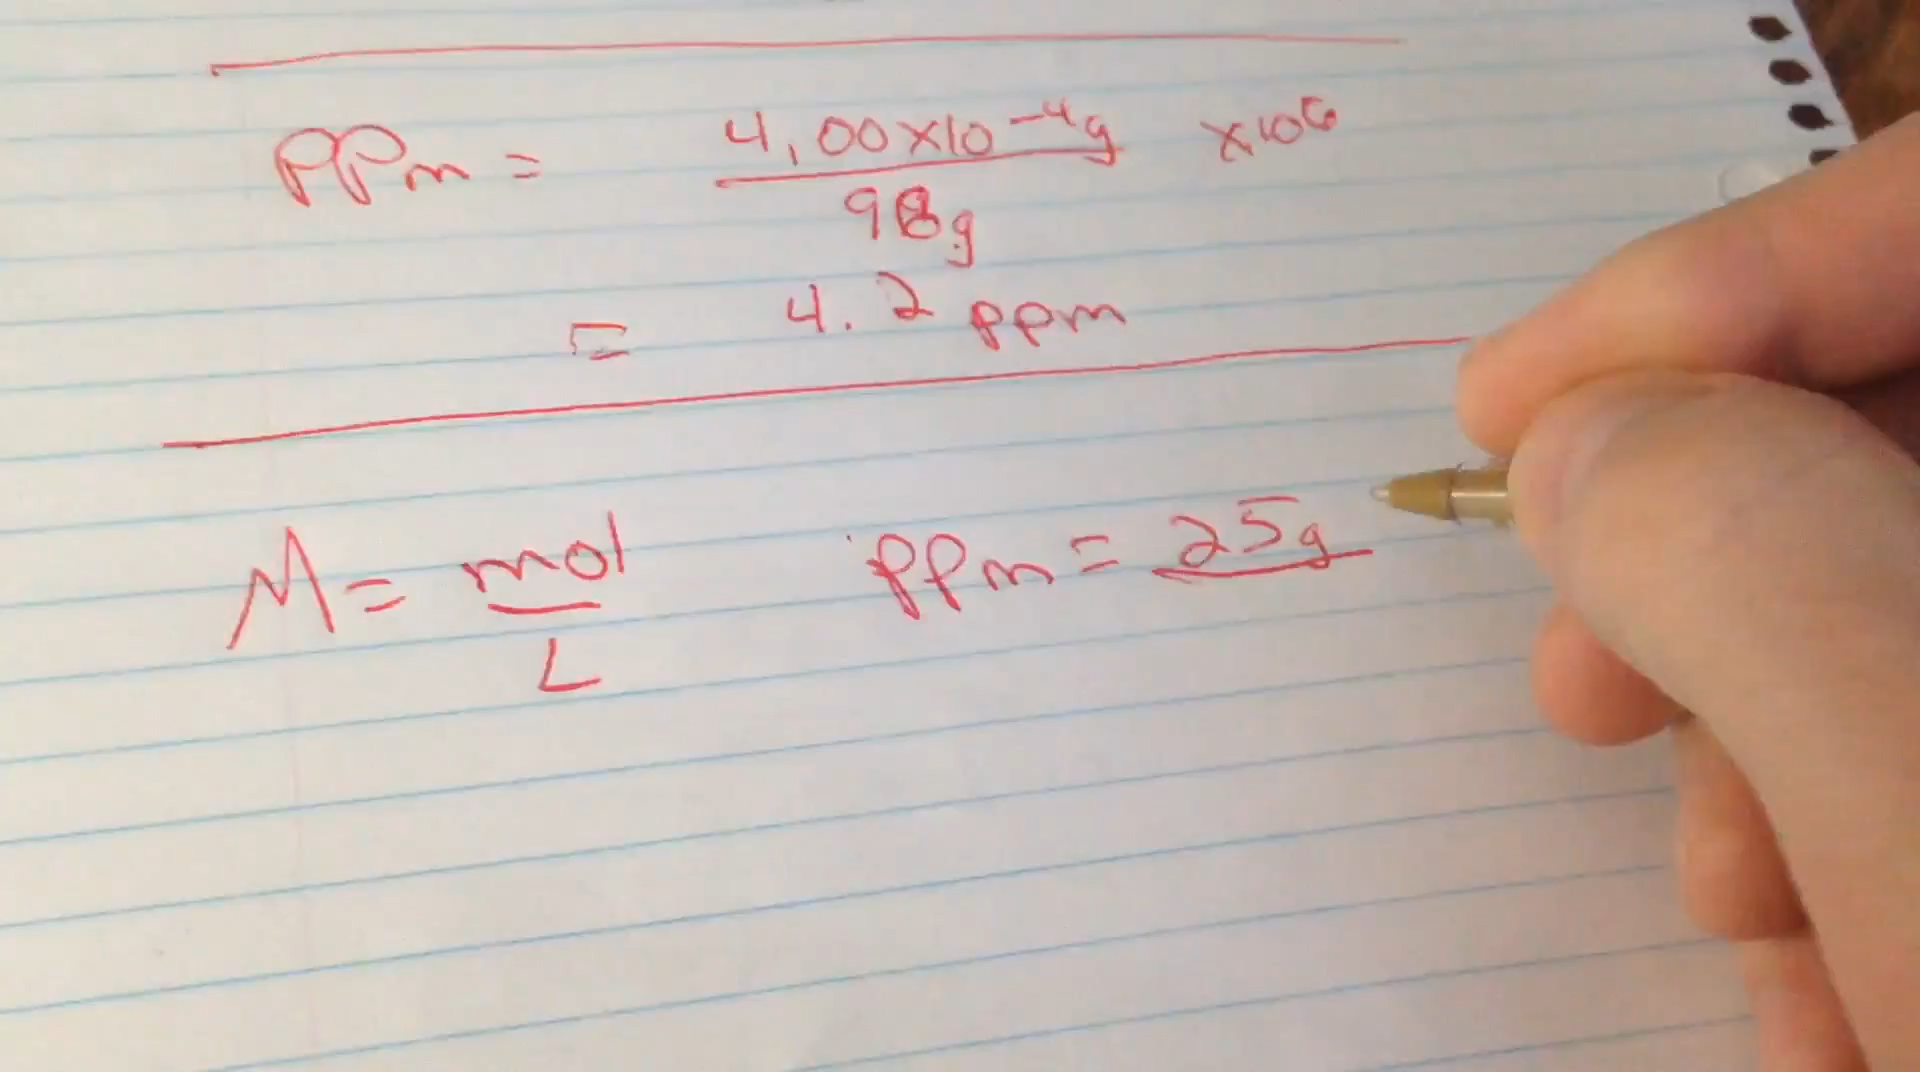 PPm = 4,00x10⁻⁴g x10⁶
98g
= 4.2 ppm
M = mol ppm = 25g
L